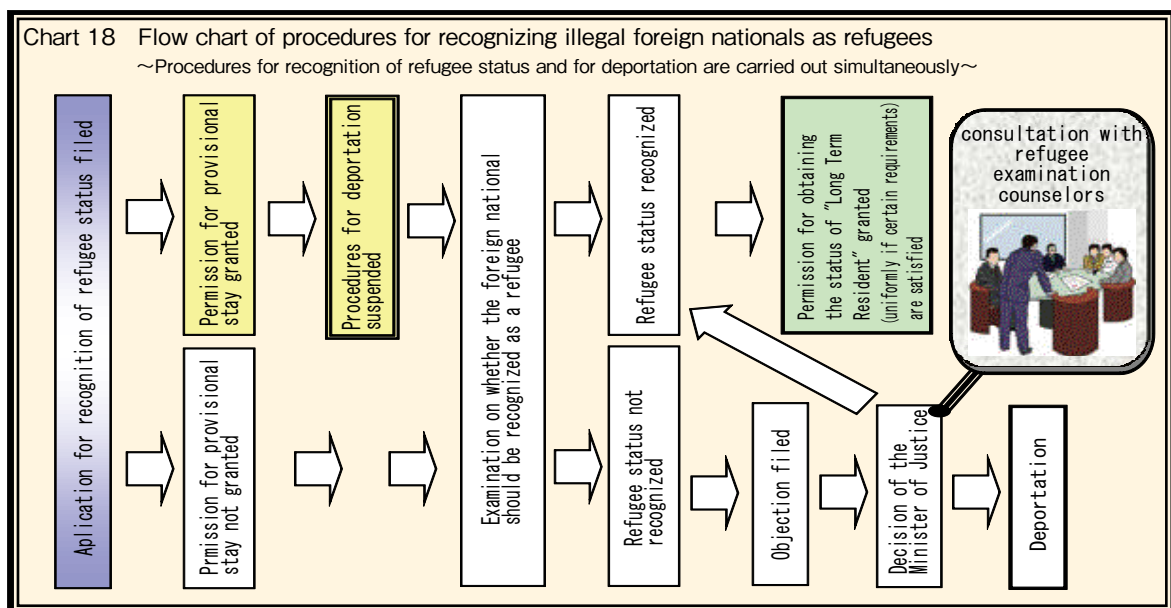 Chart 18 Flow chart of procedures for recognizing illegal foreign nationals as refugees
～Procedures for recognition of refugee status and for deportation are carried out simultaneously～
Aplication for recognition of refugee status filed
Permission for provisional
stay granted
Procedures for deportation
suspended
Prmission for provisional
stay not granted
Examination on whether the foreign national
should be recognized as a refugee
Refugee status recognized
Permission for obtaining
the status of "Long Term
Resident" granted
(uniformly if certain requirements)
are satisfied
Refugee status not
recognized
Objection filed
Decision of the
Minister of Justice
Deportation
consultation with
refugee
examination
counselors